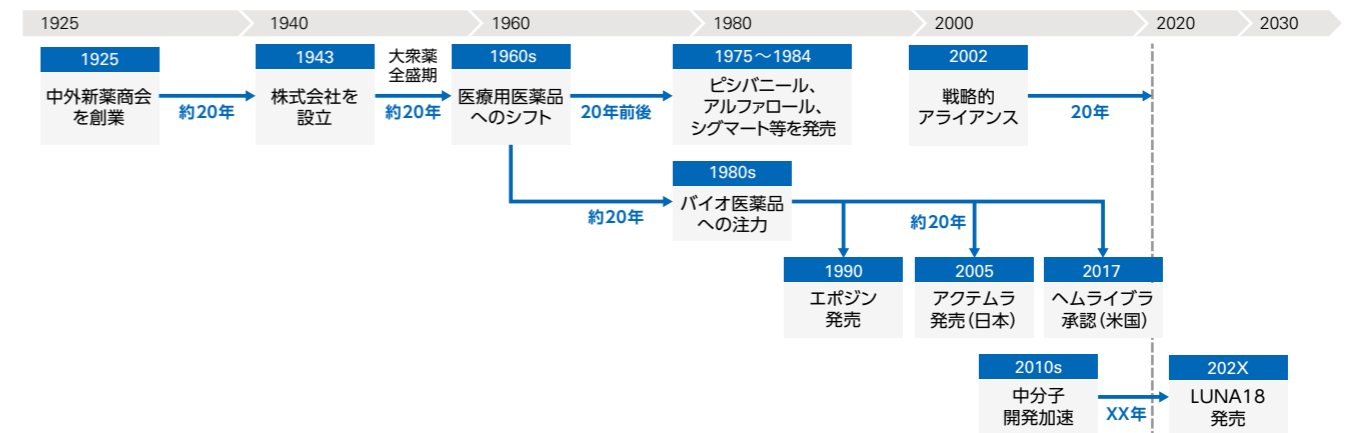 1925
1940
1960
1980
2000
2020
2030
1925
中外新薬商会
を創業
約20年
1943
株式会社を
設立
大衆薬
全盛期
約20年
1960s
医療用医薬品
へのシフト
20年前後
1975〜1984
ピシバニール、
アルファロール、
シグマート等を発売
2002
戦略的
アライアンス
20年
約20年
1980s
バイオ医薬品
への注力
約20年
1990
エポジン
発売
2005
アクテムラ
発売(日本)
2017
ヘムライブラ
承認(米国)
2010s
中分子
開発加速
XX年
202X
LUNA18
発売